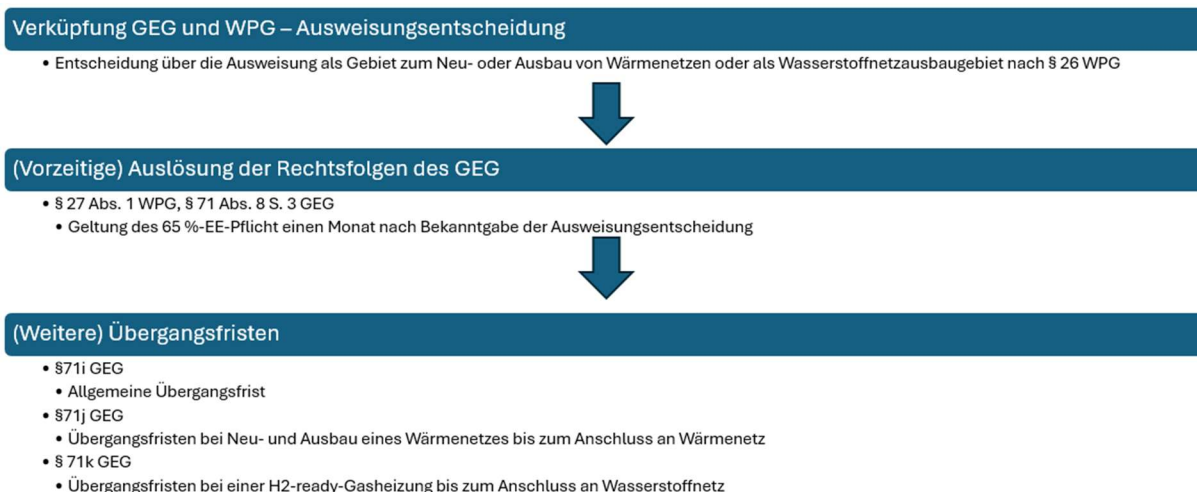 Verküpfung GEG und WPG – Ausweisungsentscheidung
• Entscheidung über die Ausweisung als Gebiet zum Neu- oder Ausbau von Wärmenetzen oder als Wasserstoffnetzausbaugebiet nach § 26 WPG
(Vorzeitige) Auslösung der Rechtsfolgen des GEG
• § 27 Abs. 1 WPG, § 71 Abs. 8 S. 3 GEG
• Geltung des 65 %-EE-Pflicht einen Monat nach Bekanntgabe der Ausweisungsentscheidung
(Weitere) Übergangsfristen
• §71i GEG
• Allgemeine Übergangsfrist
• §71j GEG
• Übergangsfristen bei Neu- und Ausbau eines Wärmenetzes bis zum Anschluss an Wärmenetz
• § 71k GEG
• Übergangsfristen bei einer H2-ready-Gasheizung bis zum Anschluss an Wasserstoffnetz